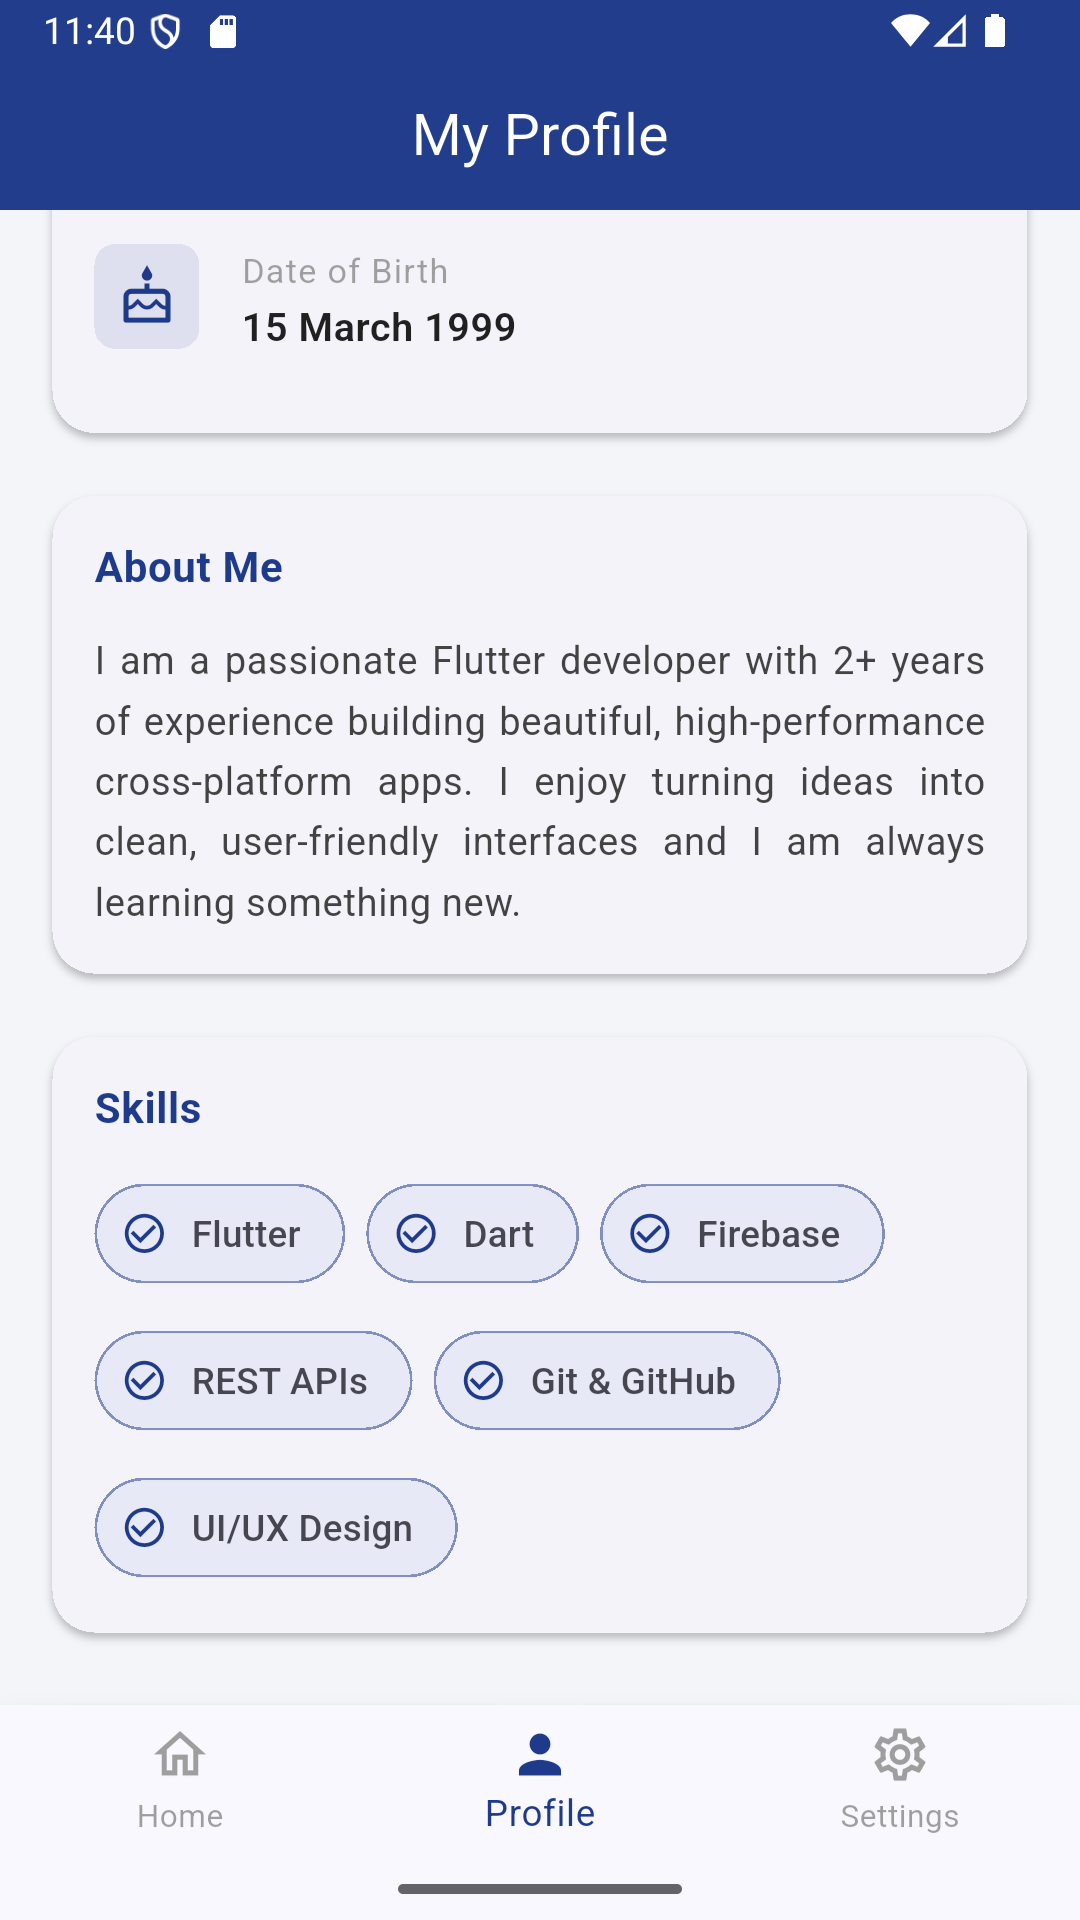 11:40
My Profile
Date of Birth
15 March 1999
About Me
I am a passionate Flutter developer with 2+ years
of experience building beautiful, high-performance
cross-platform apps. I enjoy turning ideas into
clean, user-friendly interfaces and I am always
learning something new.
Skills
Flutter Dart Firebase
REST APIs Git & GitHub
UI/UX Design
Home Profile Settings